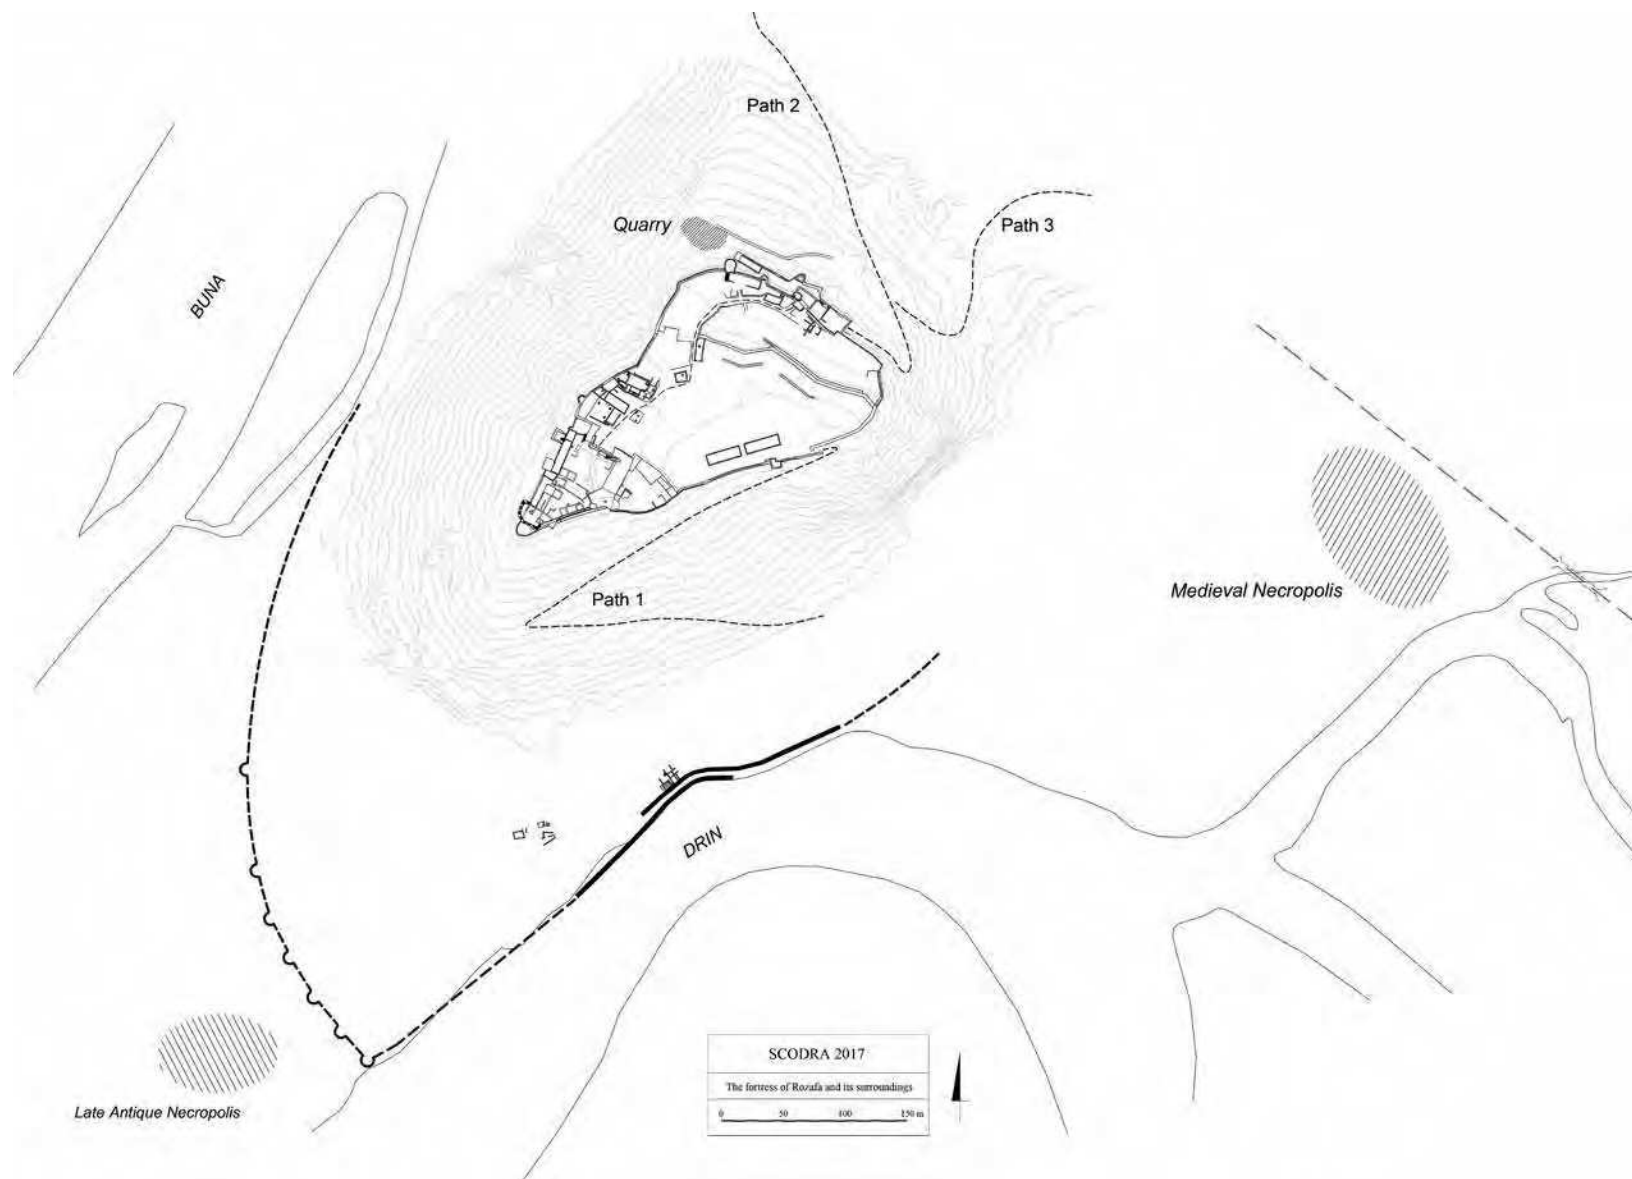 Path 2
Quarry
Path 3
BUNA
Medieval Necropolis
Path 1
DRIN
SCODRA 2017
The fortress of Rozafa and its surroundings
0 50 100 150 m
Late Antique Necropolis